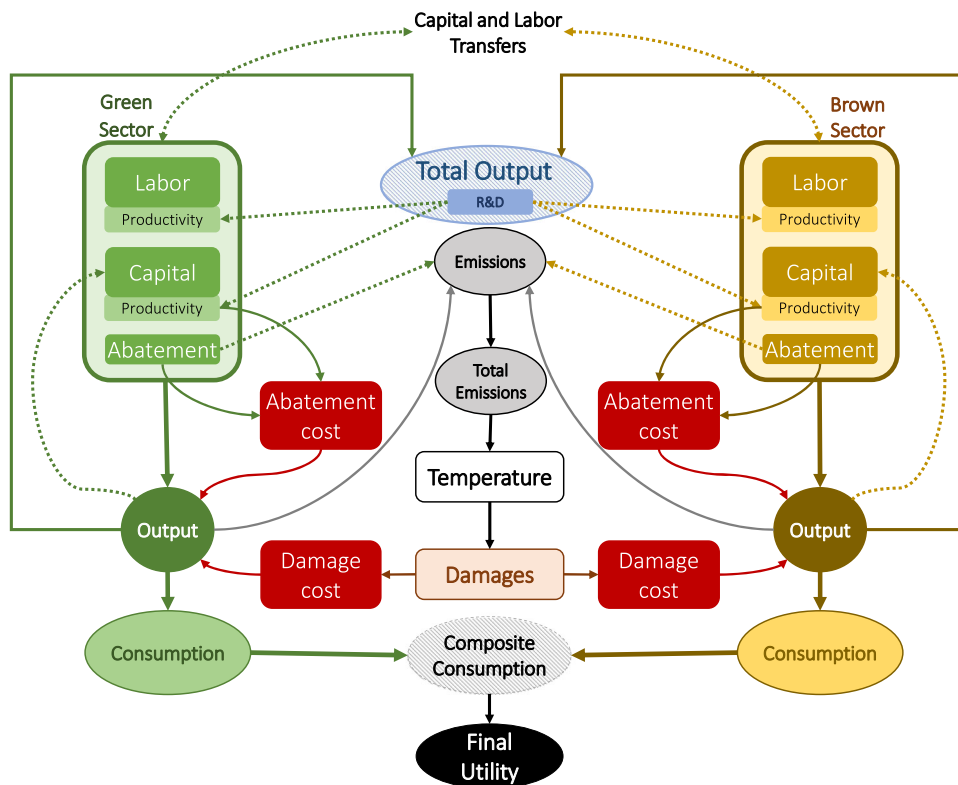 Capital and Labor
Transfers
Green
Sector
Brown
Sector
Total Output
R&D
Labor
Productivity
Capital
Productivity
Abatement
Labor
Productivity
Capital
Productivity
Abatement
Emissions
Total
Emissions
Abatement
cost
Abatement
cost
Temperature
Output
Output
Damage
cost
Damages
Damage
cost
Consumption
Composite
Consumption
Consumption
Final
Utility